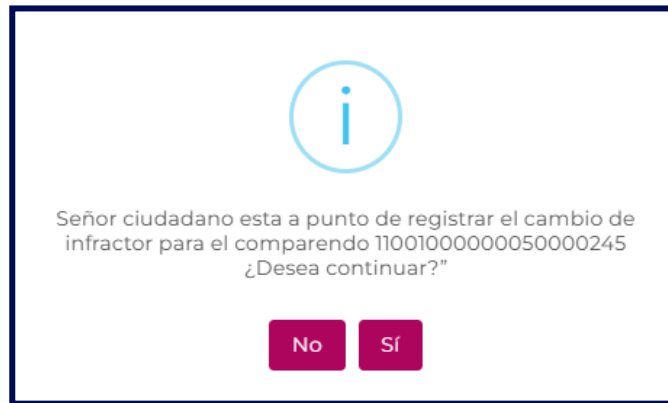 i
Señor ciudadano esta a punto de registrar el cambio de
infractor para el comparendo 11001000000050000245
¿Desea continuar?”
No Sí